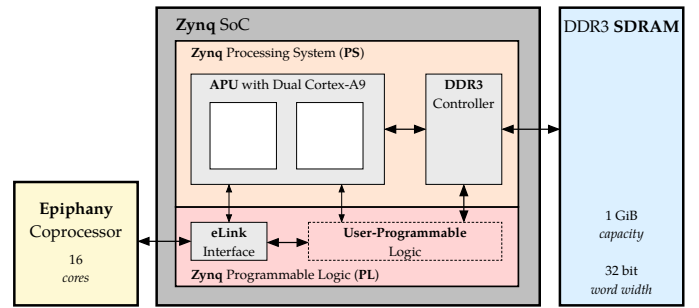 Zynq SoC
Zynq Processing System (PS)
APU with Dual Cortex-A9
DDR3
Controller
DDR3 SDRAM
1 GiB
capacity
32 bit
word width
Epiphany
Coprocessor
16
cores
eLink
Interface
User-Programmable
Logic
Zynq Programmable Logic (PL)